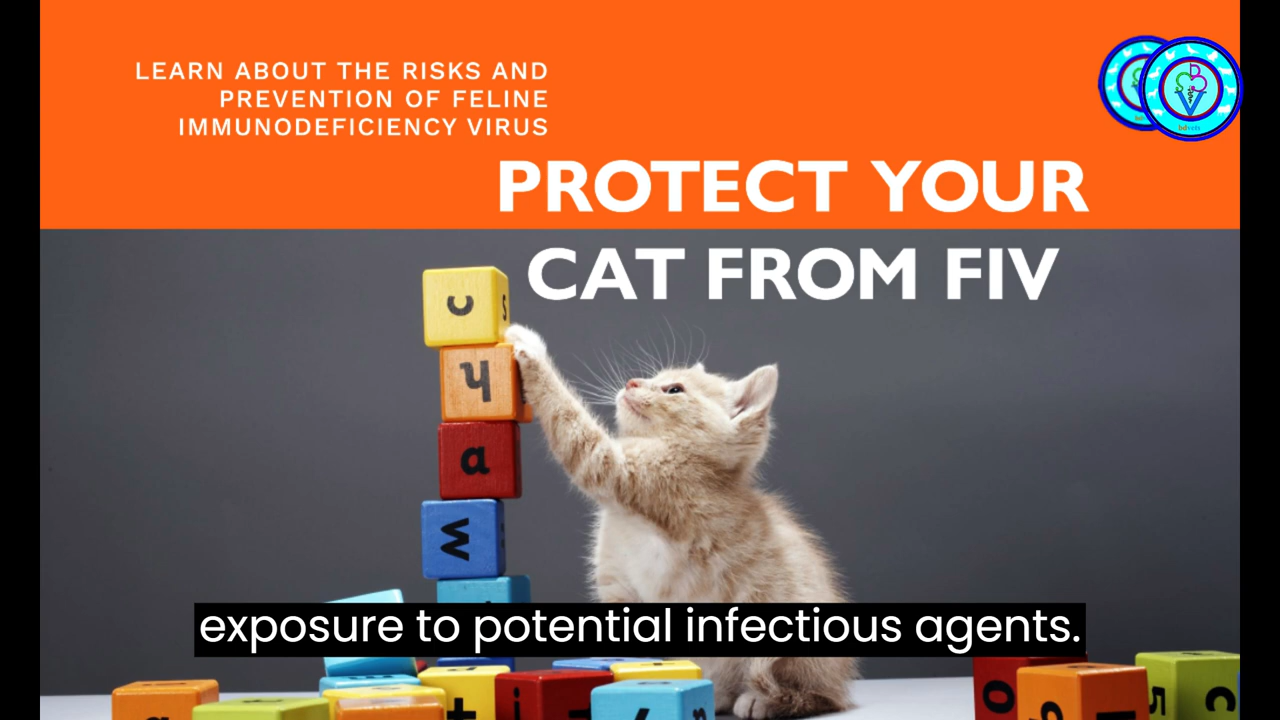 LEARN ABOUT THE RISKS AND
PREVENTION OF FELINE
IMMUNODEFICIENCY VIRUS
PROTECT YOUR
CAT FROM FIV
exposure to potential infectious agents.